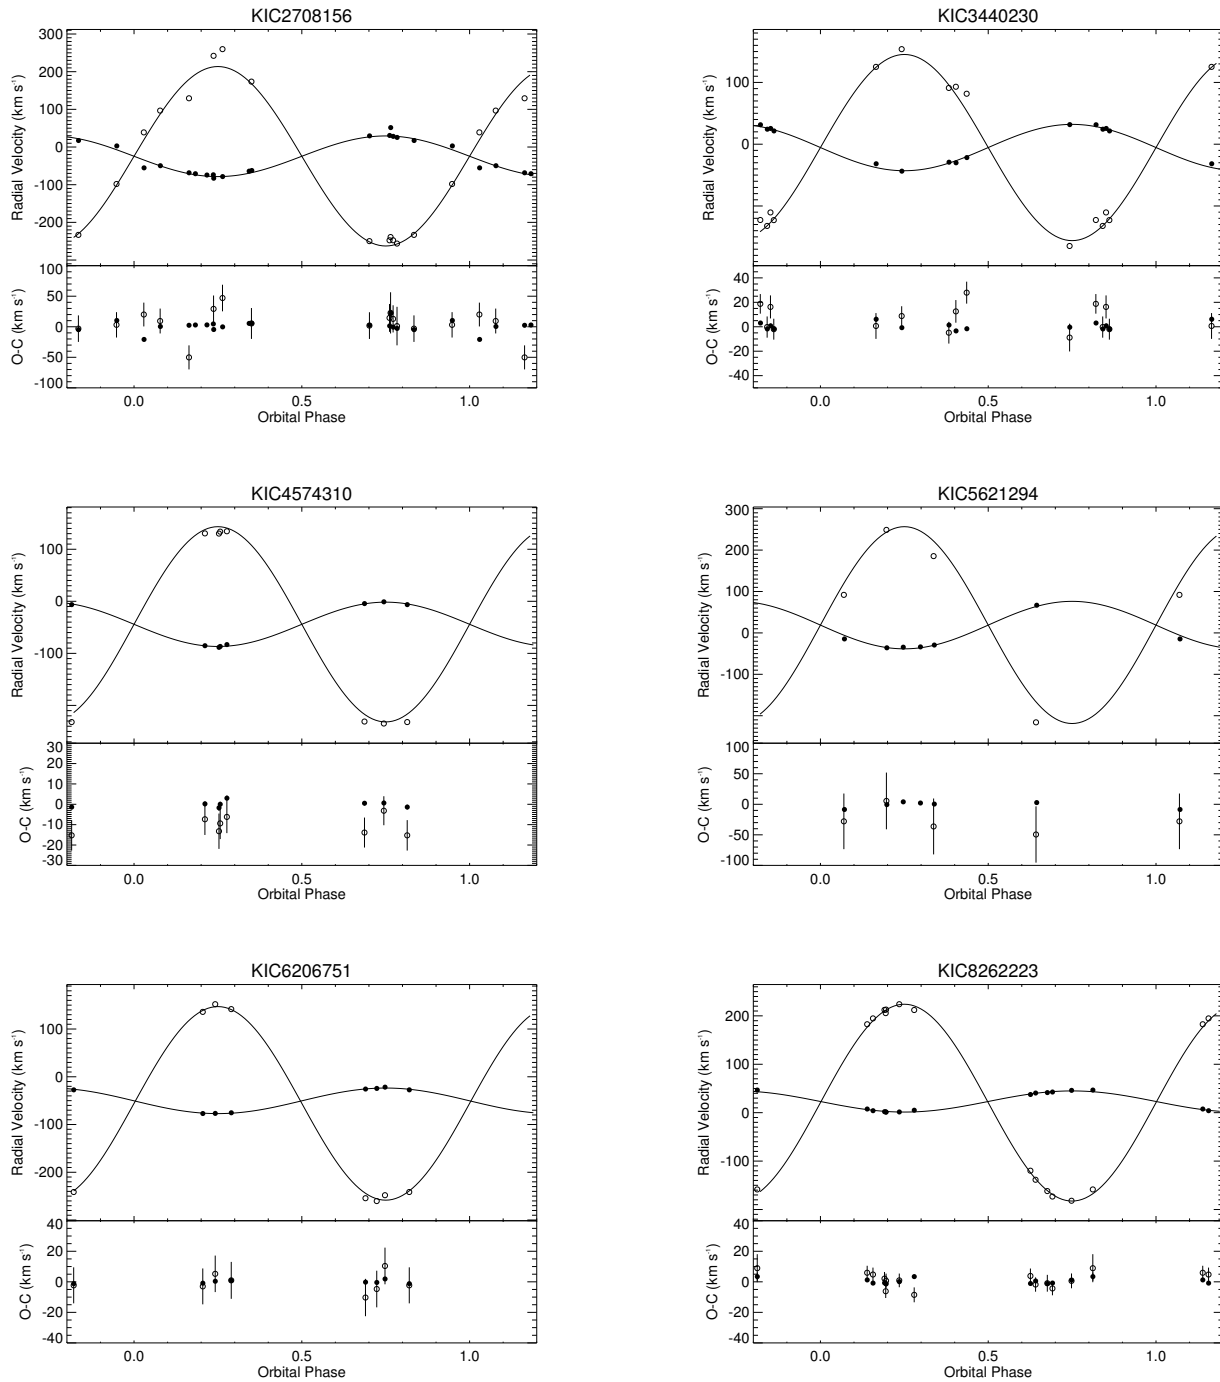 KIC2708156
300
200
100
0
-100
-200
Radial Velocity (km s⁻¹)
100
50
0
-50
-100
O-C (km s⁻¹)
0.0 0.5 1.0
Orbital Phase
KIC3440230
100
0
Radial Velocity (km s⁻¹)
40
20
0
-20
-40
O-C (km s⁻¹)
0.0 0.5 1.0
Orbital Phase
KIC4574310
100
0
-100
Radial Velocity (km s⁻¹)
30
20
10
0
-10
-20
-30
O-C (km s⁻¹)
0.0 0.5 1.0
Orbital Phase
KIC5621294
300
200
100
0
-100
Radial Velocity (km s⁻¹)
100
50
0
-50
-100
O-C (km s⁻¹)
0.0 0.5 1.0
Orbital Phase
KIC6206751
100
0
-100
-200
Radial Velocity (km s⁻¹)
40
20
0
-20
-40
O-C (km s⁻¹)
0.0 0.5 1.0
Orbital Phase
KIC8262223
200
100
0
-100
Radial Velocity (km s⁻¹)
40
20
0
-20
-40
O-C (km s⁻¹)
0.0 0.5 1.0
Orbital Phase